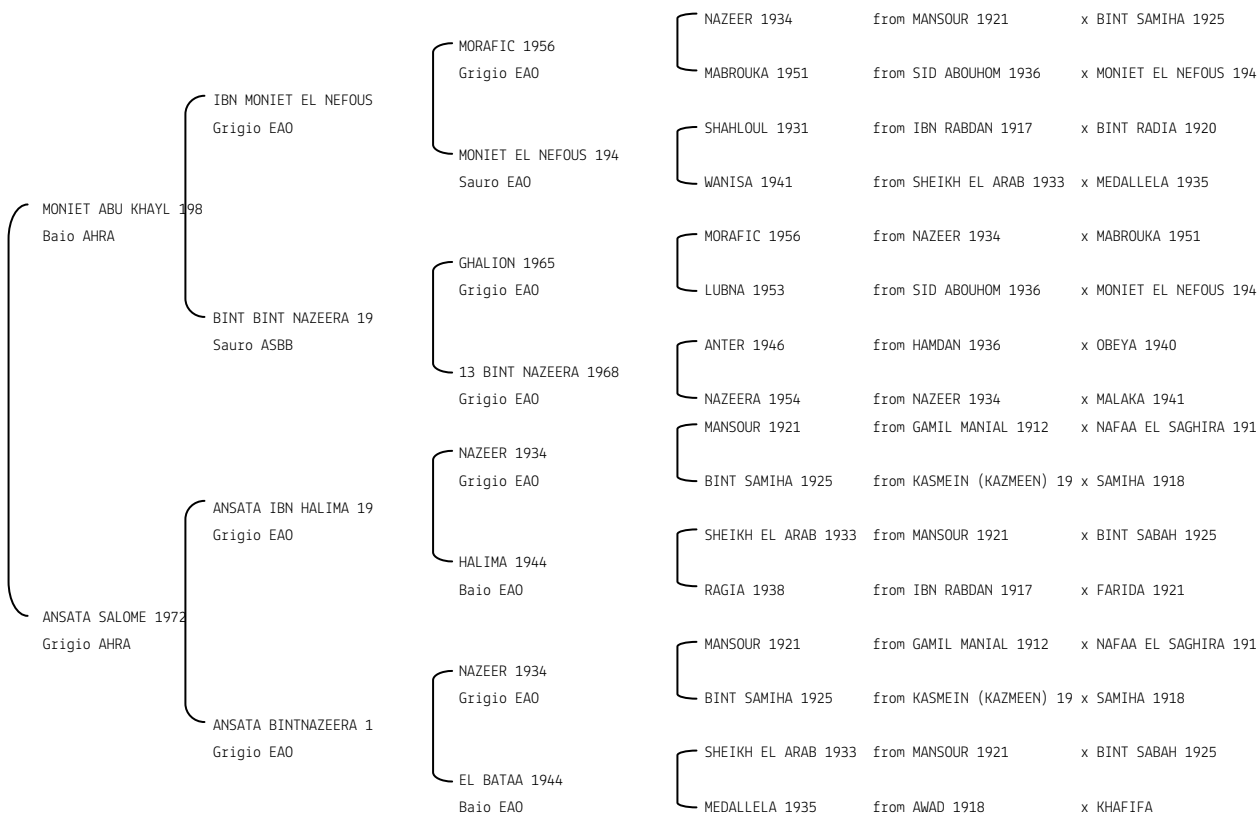 NAZEER 1934 from MANSOUR 1921 x BINT SAMIHA 1925
MORAFIC 1956
Grigio EAO
MABROUKA 1951 from SID ABOUHOM 1936 x MONIET EL NEFOUS 194
IBN MONIET EL NEFOUS
Grigio EAO
SHAHLOUL 1931 from IBN RABDAN 1917 x BINT RADIA 1920
MONIET EL NEFOUS 194
Sauro EAO
WANISA 1941 from SHEIKH EL ARAB 1933 x MEDALLELA 1935
MONIET ABU KHAYL 198
Baio AHRA
MORAFIC 1956 from NAZEER 1934 x MABROUKA 1951
GHALION 1965
Grigio EAO
LUBNA 1953 from SID ABOUHOM 1936 x MONIET EL NEFOUS 194
BINT BINT NAZEERA 19
Sauro ASBB
ANTER 1946 from HAMDAN 1936 x OBEYA 1940
13 BINT NAZEERA 1968
Grigio EAO
NAZEERA 1954 from NAZEER 1934 x MALAKA 1941
MANSOUR 1921 from GAMIL MANIAL 1912 x NAFAA EL SAGHIRA 191
NAZEER 1934
Grigio EAO
BINT SAMIHA 1925 from KASMEIN (KAZMEEN) 19 x SAMIHA 1918
ANSATA IBN HALIMA 19
Grigio EAO
SHEIKH EL ARAB 1933 from MANSOUR 1921 x BINT SABAH 1925
HALIMA 1944
Baio EAO
RAGIA 1938 from IBN RABDAN 1917 x FARIDA 1921
ANSATA SALOME 1972
Grigio AHRA
MANSOUR 1921 from GAMIL MANIAL 1912 x NAFAA EL SAGHIRA 191
NAZEER 1934
Grigio EAO
BINT SAMIHA 1925 from KASMEIN (KAZMEEN) 19 x SAMIHA 1918
ANSATA BINTNAZEERA 1
Grigio EAO
SHEIKH EL ARAB 1933 from MANSOUR 1921 x BINT SABAH 1925
EL BATAA 1944
Baio EAO
MEDALLELA 1935 from AWAD 1918 x KHAFIFA